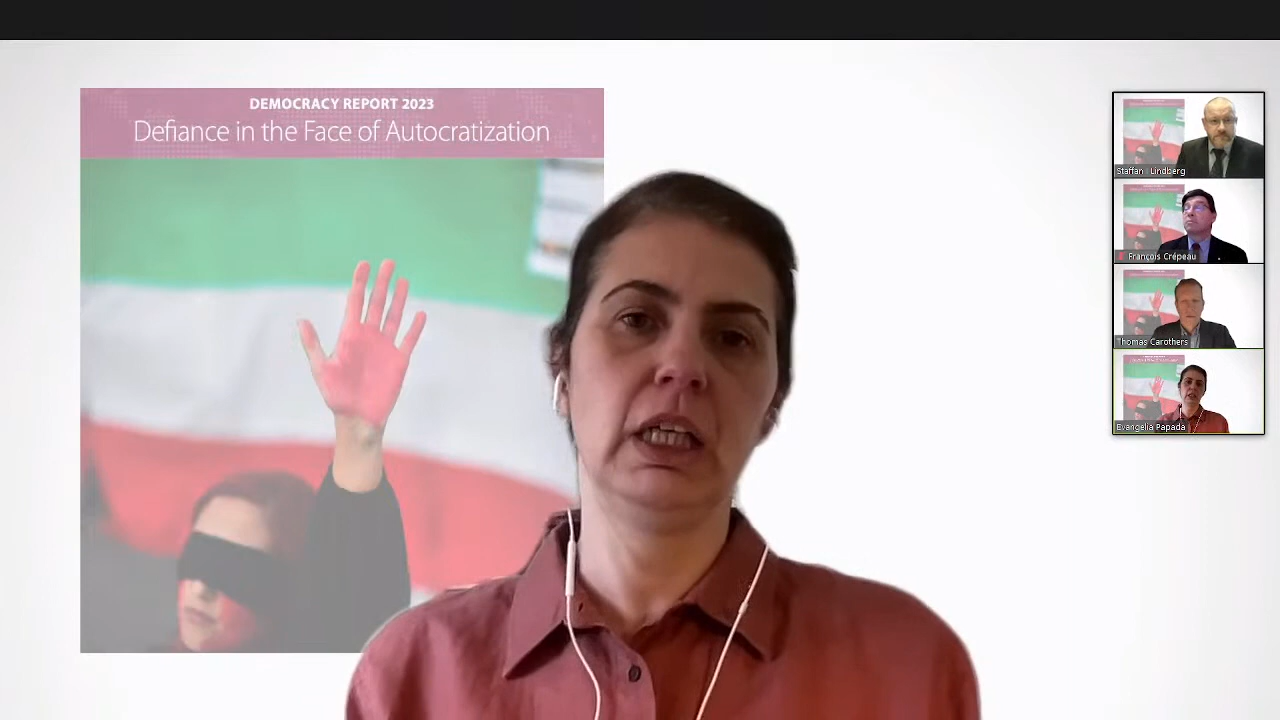 DEMOCRACY REPORT 2023
Defiance in the Face of Autocratization
Staffan Lindberg
François Crépeau
Thomas Carothers
Evangelia Papada